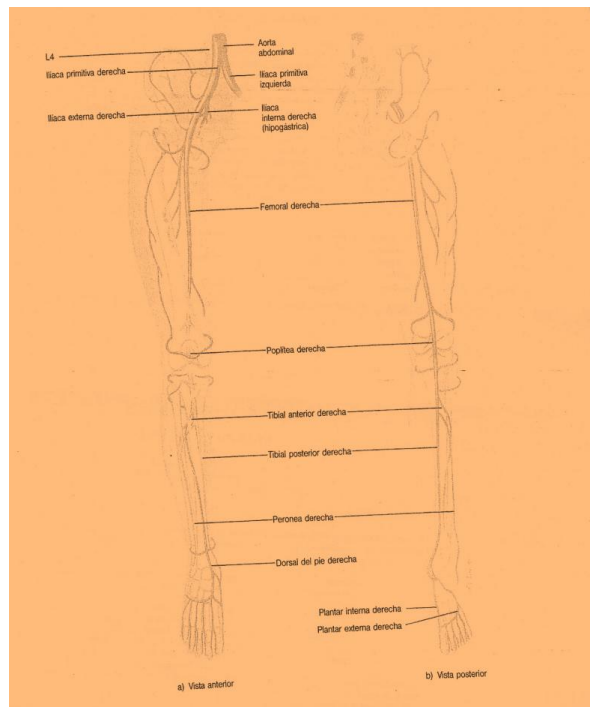 L4
Aorta
abdominal
Iliaca primitiva derecha
Iliaca primitiva
izquierda
Iliaca externa derecha
Iliaca
interna derecha
(hipogástrica)
Femoral derecha
Poplítea derecha
Tibial anterior derecha
Tibial posterior derecha
Peronea derecha
Dorsal del pie derecha
Plantar interna derecha
Plantar externa derecha
a) Vista anterior
b) Vista posterior